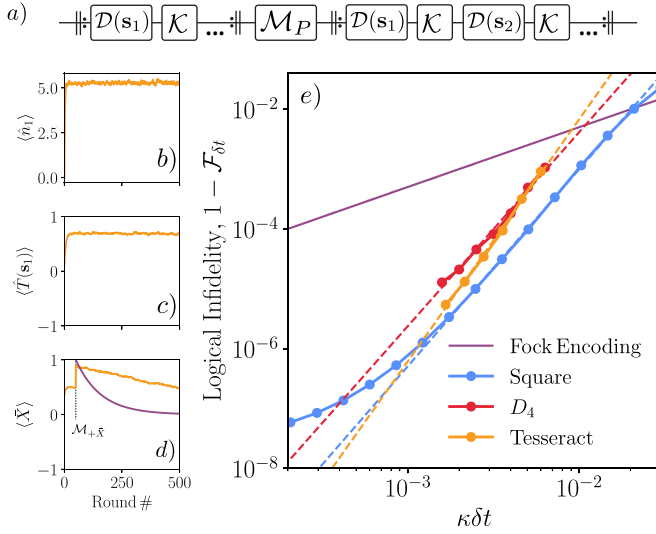 a)
𝒟(s₁) 𝒦 ... ℳ_P 𝒟(s₁) 𝒦 𝒟(s₂) 𝒦 ...
5.0
2.5
0.0
⟨n̂₁⟩
b)
1
0
−1
⟨T̂(s₁)⟩
c)
1
0
−1
⟨X̄⟩
ℳ₊X̄
d)
0 250 500
Round #
e)
Logical Infidelity, 1 − ℱ_δt
10⁻²
10⁻⁴
10⁻⁶
10⁻⁸
Fock Encoding
Square
D₄
Tesseract
10⁻³ 10⁻²
κδt